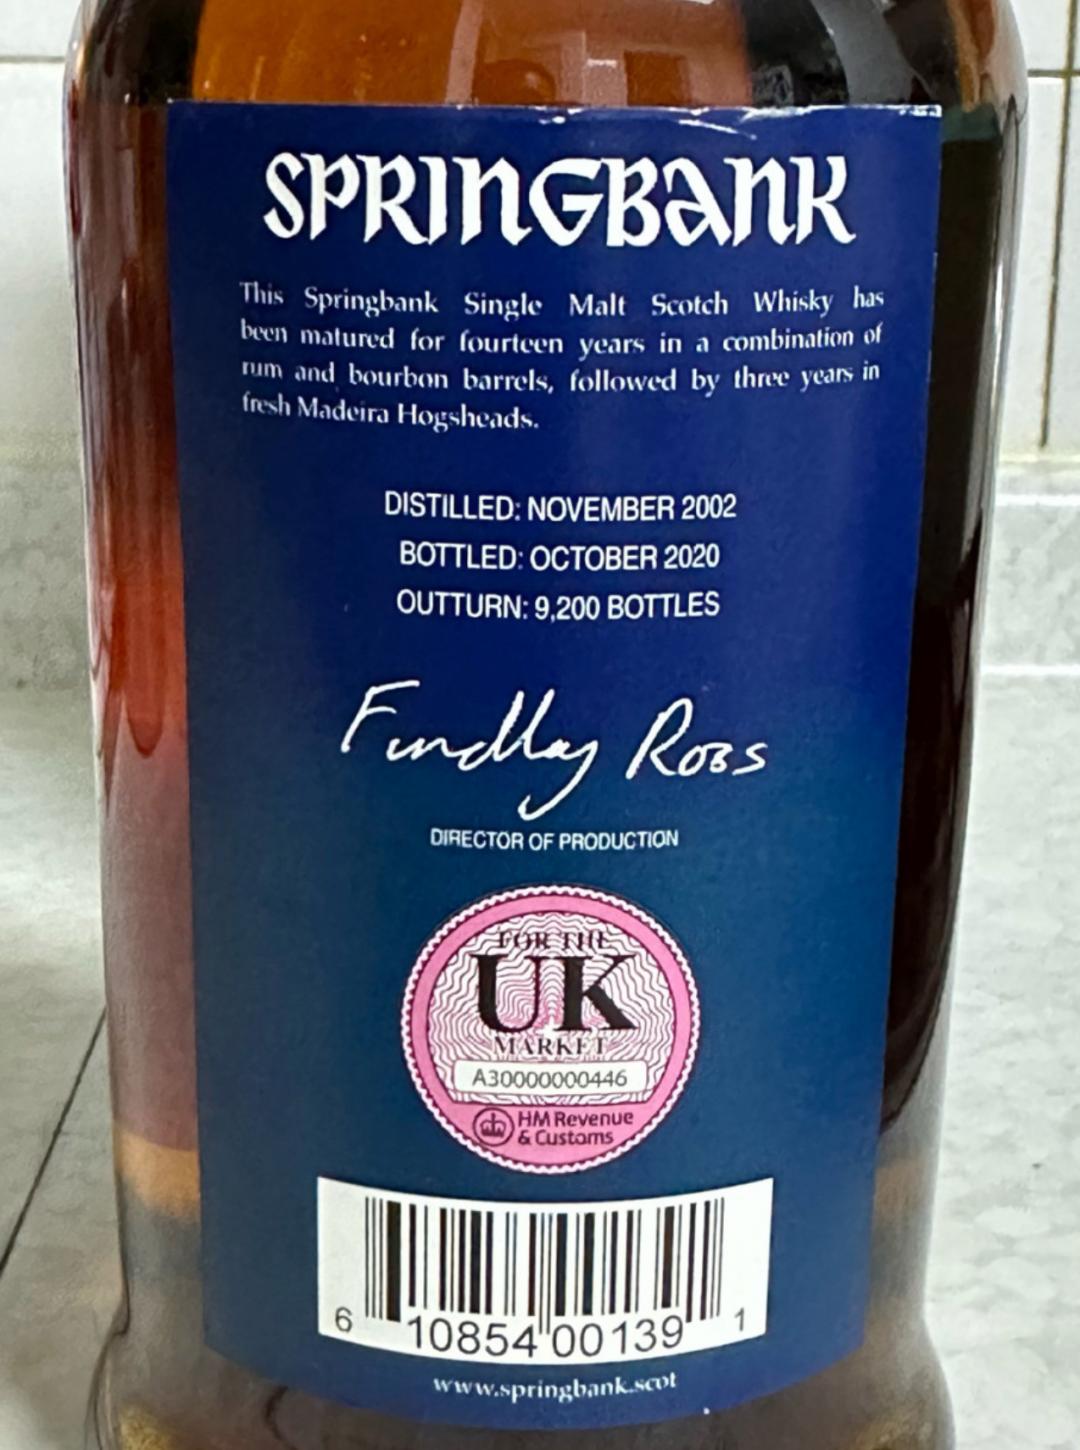 SPRINGBANK
This Springbank Single Malt Scotch Whisky has
been matured for fourteen years in a combination of
rum and bourbon barrels, followed by three years in
fresh Madeira Hogsheads.
DISTILLED: NOVEMBER 2002
BOTTLED: OCTOBER 2020
OUTTURN: 9,200 BOTTLES
Findlay Ross
DIRECTOR OF PRODUCTION
FOR THE
UK
MARKET
A30000000446
HM Revenue
& Customs
6 10854 00139 1
www.springbank.scot